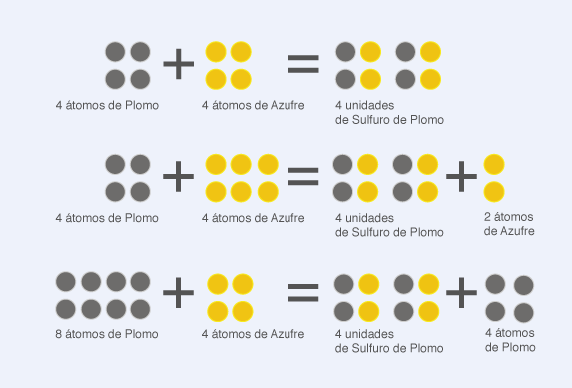 4 átomos de Plomo
4 átomos de Azufre
4 unidades
de Sulfuro de Plomo
4 átomos de Plomo
4 átomos de Azufre
4 unidades
de Sulfuro de Plomo
2 átomos
de Azufre
8 átomos de Plomo
4 átomos de Azufre
4 unidades
de Sulfuro de Plomo
4 átomos
de Plomo